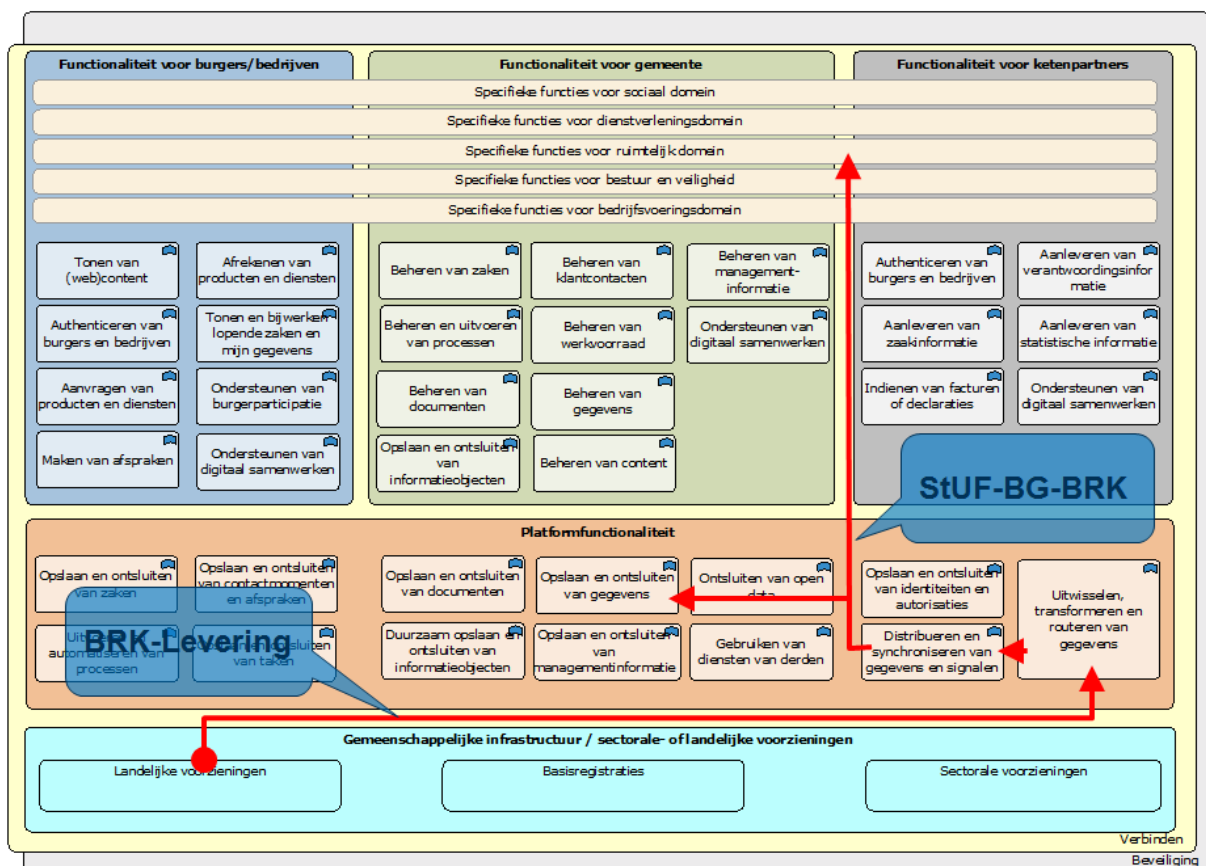 Functionaliteit voor burgers/bedrijven
Functionaliteit voor gemeente
Functionaliteit voor ketenpartners
Specifieke functies voor sociaal domein
Specifieke functies voor dienstverleningsdomein
Specifieke functies voor ruimtelijk domein
Specifieke functies voor bestuur en veiligheid
Specifieke functies voor bedrijfsvoeringsdomein
Tonen van
(web)content
Afrekenen van
producten en diensten
Authenticeren van
burgers en bedrijven
Tonen en bijwerken
lopende zaken en
mijn gegevens
Aanvragen van
producten en diensten
Ondersteunen van
burgerparticipatie
Maken van afspraken
Ondersteunen van
digitaal samenwerken
Beheren van zaken
Beheren van
klantcontacten
Beheren van
management-
informatie
Beheren en uitvoeren
van processen
Beheren van
werkvoorraad
Ondersteunen van
digitaal samenwerken
Beheren van
documenten
Beheren van
gegevens
Opslaan en ontsluiten
van
informatieobjecten
Beheren van content
Authenticeren van
burgers en bedrijven
Aanleveren van
verantwoordingsinfor
matie
Aanleveren van
zaakinformatie
Aanleveren van
statistische informatie
Indienen van facturen
of declaraties
Ondersteunen van
digitaal samenwerken
StUF-BG-BRK
Platformfunctionaliteit
Opslaan en ontsluiten
van zaken
Opslaan en ontsluiten
van contactmomenten
en afspraken
Opslaan en ontsluiten
van documenten
Opslaan en ontsluiten
van gegevens
Ontsluiten van open
data
Opslaan en ontsluiten
van identiteiten en
autorisaties
Uitwisselen,
transformeren en
routeren van
gegevens
BRK-Levering
automatiseren van
processen
van taken
Duurzaam opslaan en
ontsluiten van
informatieobjecten
Opslaan en ontsluiten
van
managementinformatie
Gebruiken van
diensten van derden
Distribueren en
synchroniseren van
gegevens en signalen
Gemeenschappelijke infrastructuur / sectorale- of landelijke voorzieningen
Landelijke voorzieningen
Basisregistraties
Sectorale voorzieningen
Verbinden
Beveiliging